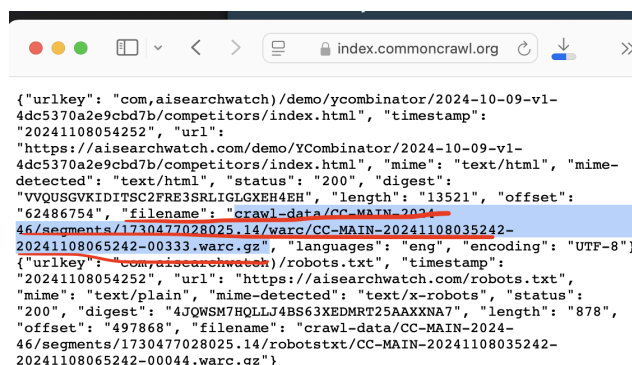 index.commoncrawl.org
{"urlkey": "com,aisearchwatch)/demo/ycombinator/2024-10-09-v1-
4dc5370a2e9cbd7b/competitors/index.html", "timestamp":
"20241108054252", "url":
"https://aisearchwatch.com/demo/YCombinator/2024-10-09-v1-
4dc5370a2e9cbd7b/competitors/index.html", "mime": "text/html", "mime-
detected": "text/html", "status": "200", "digest":
"VVQUSGVKIDITSC2FRE3SRLIGLGXEH4EH", "length": "13521", "offset":
"62486754", "filename": "crawl-data/CC-MAIN-2024-
46/segments/1730477028025.14/warc/CC-MAIN-20241108035242-
20241108065242-00333.warc.gz", "languages": "eng", "encoding": "UTF-8"}
{"urlkey": "com,aisearchwatch)/robots.txt", "timestamp":
"20241108054252", "url": "https://aisearchwatch.com/robots.txt",
"mime": "text/plain", "mime-detected": "text/x-robots", "status":
"200", "digest": "4JQWSM7HQLLJ4BS63XEDMRT25AAXXNA7", "length": "878",
"offset": "497868", "filename": "crawl-data/CC-MAIN-2024-
46/segments/1730477028025.14/robotstxt/CC-MAIN-20241108035242-
20241108065242-00044.warc.gz"}